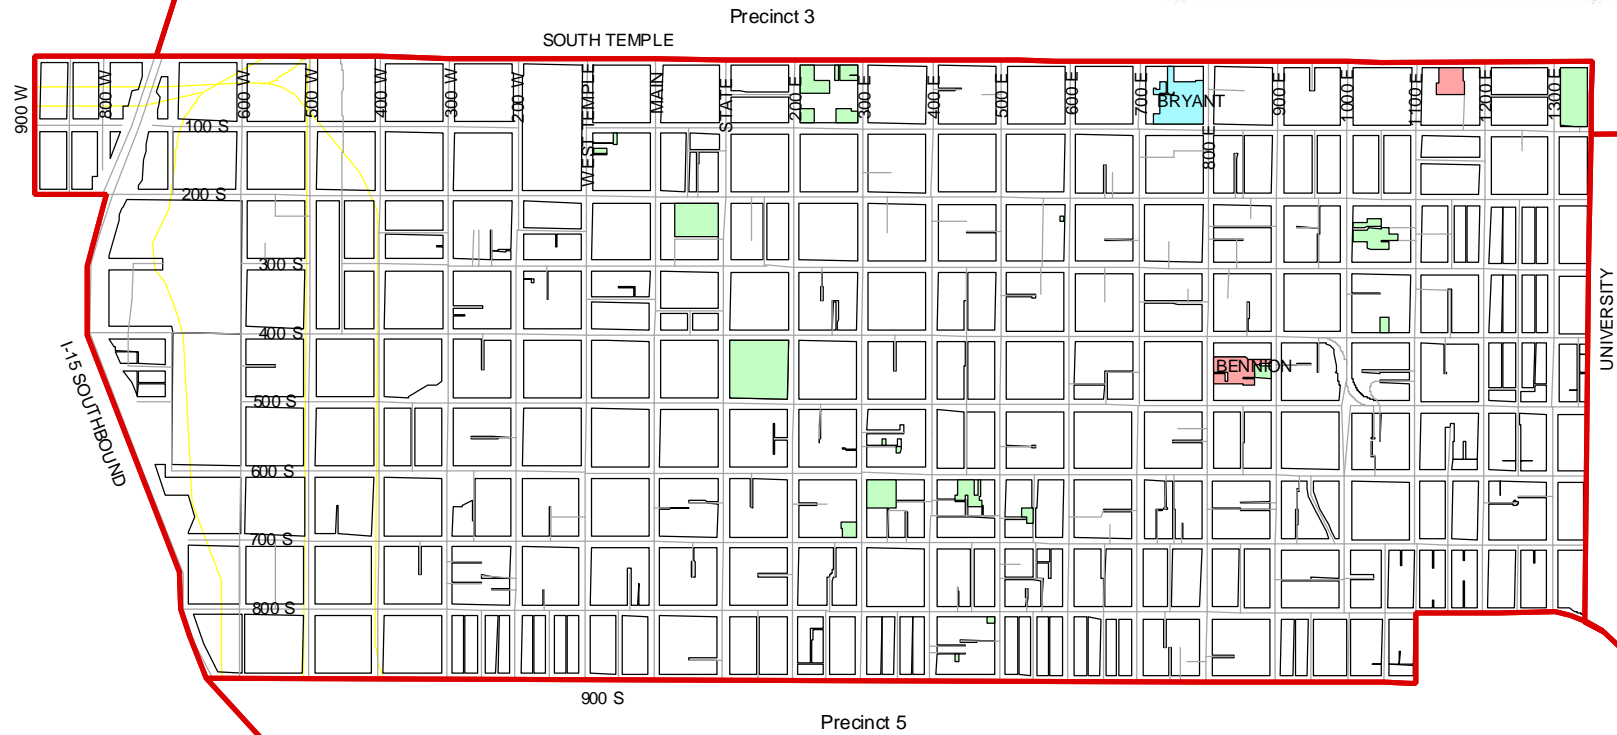 Precinct 3
SOUTH TEMPLE
900 W
800 W
600 W
500 W
400 W
300 W
200 W
WEST TEMPLE
MAIN
STATE
200 E
300 E
400 E
500 E
600 E
700 E
BRYANT
800 E
900 E
1000 E
1100 E
1200 E
1300 E
100 S
200 S
300 S
400 S
I-15 SOUTHBOUND
BENNION
UNIVERSITY
500 S
600 S
700 S
800 S
900 S
Precinct 5